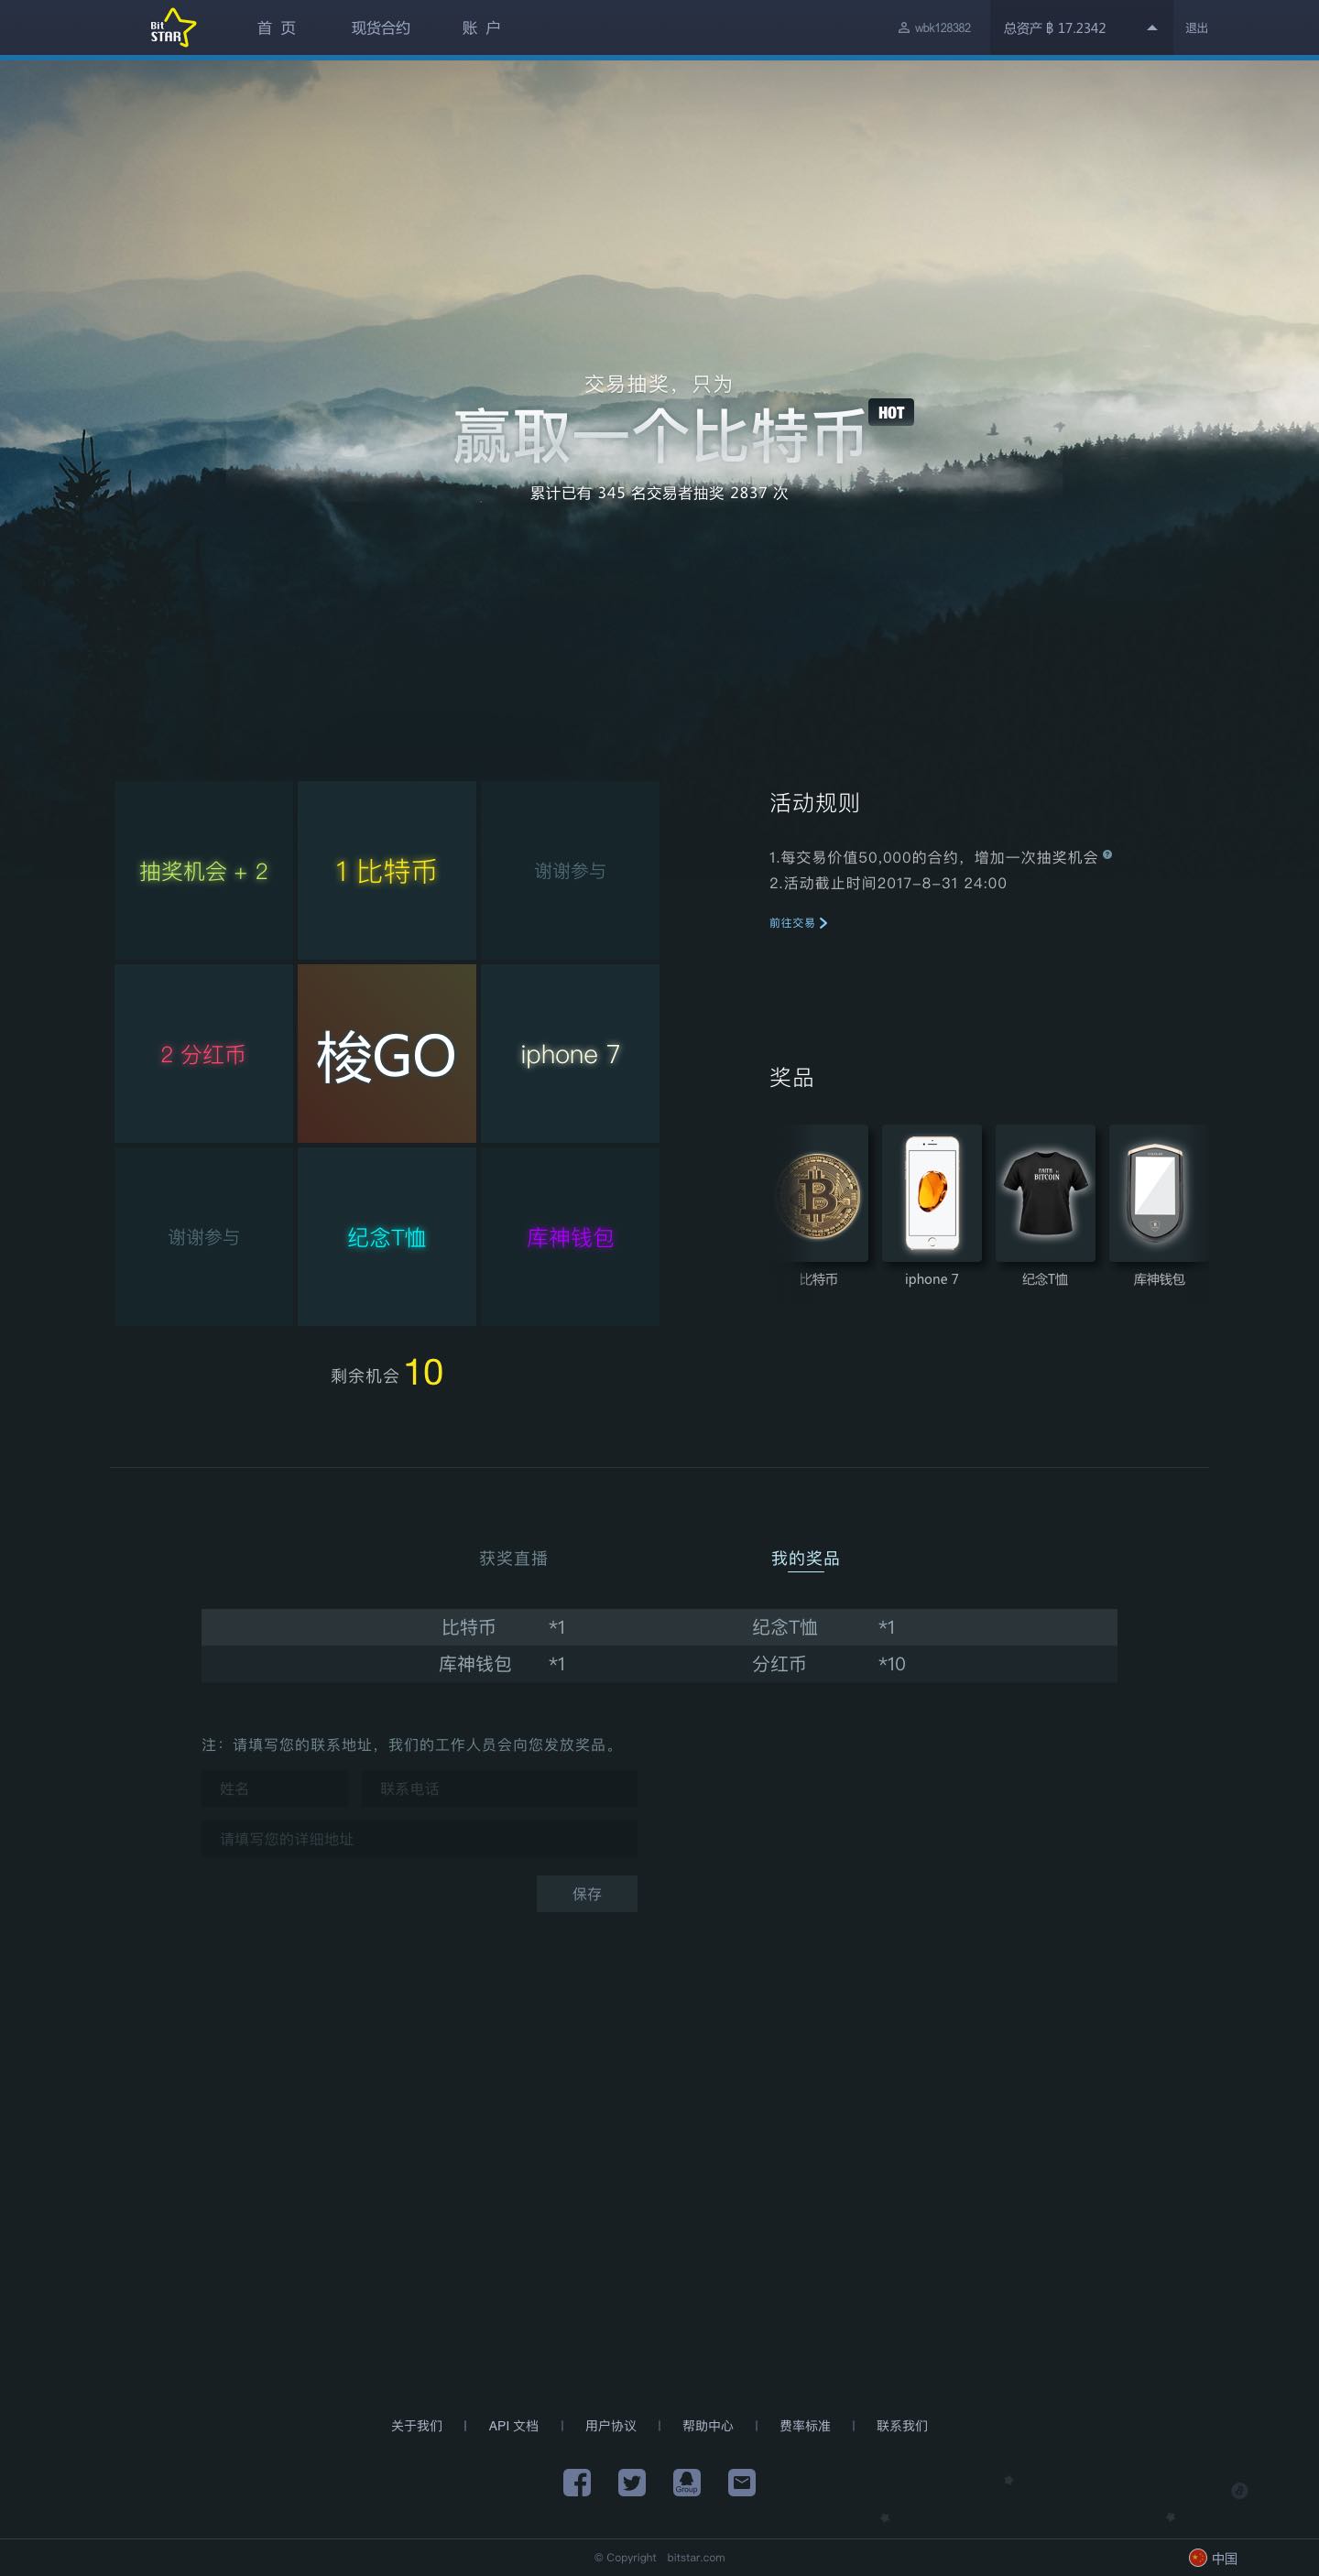 Bit
STAR
首 页
现货合约
账 户
wbk128382
总资产 ฿ 17.2342
退出
交易抽奖，只为
赢取一个比特币
HOT
累计已有 345 名交易者抽奖 2837 次
抽奖机会 + 2
1 比特币
谢谢参与
2 分红币
梭GO
iphone 7
谢谢参与
纪念T恤
库神钱包
剩余机会 10
活动规则
1.每交易价值50,000的合约，增加一次抽奖机会 ?
2.活动截止时间2017-8-31 24:00
前往交易
奖品
BITCOIN
比特币
iphone 7
纪念T恤
库神钱包
获奖直播
我的奖品
比特币 *1 纪念T恤 *1
库神钱包 *1 分红币 *10
注：请填写您的联系地址，我们的工作人员会向您发放奖品。
姓名
联系电话
请填写您的详细地址
保存
关于我们 | API 文档 | 用户协议 | 帮助中心 | 费率标准 | 联系我们
Group
© Copyright bitstar.com
中国